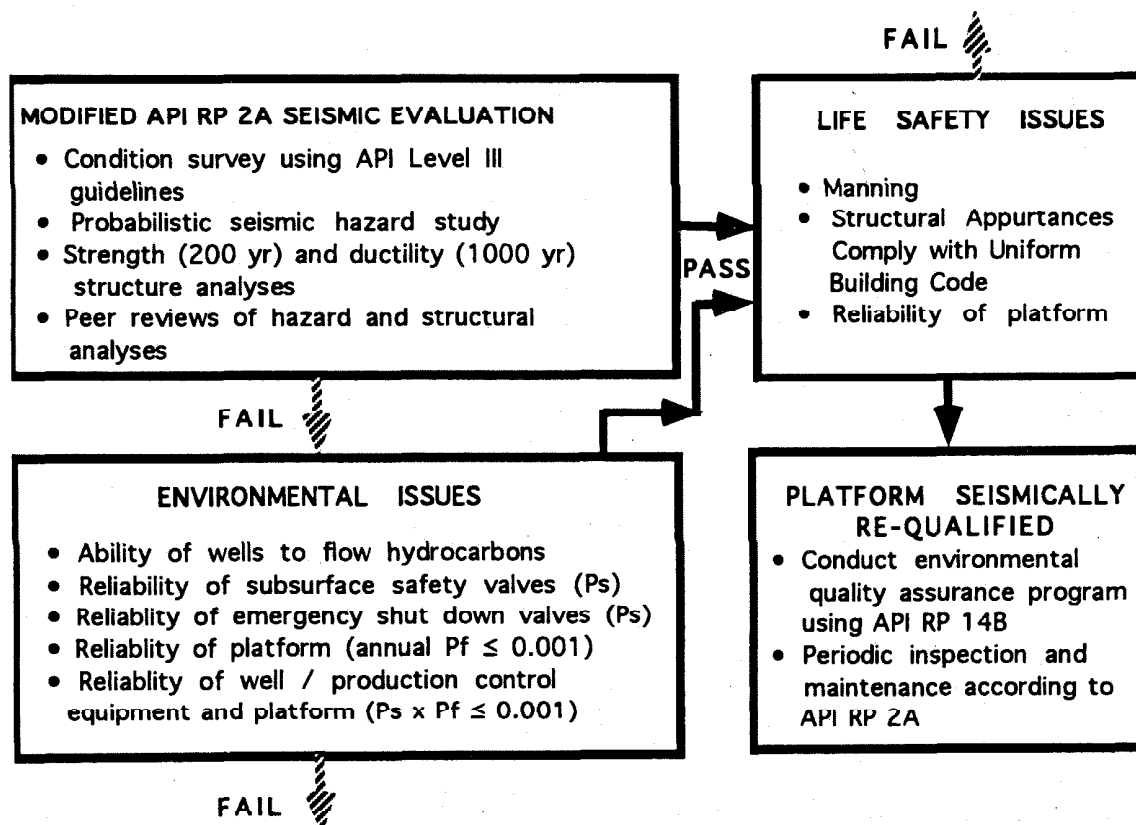 FAIL
MODIFIED API RP 2A SEISMIC EVALUATION
• Condition survey using API Level III
guidelines
• Probabilistic seismic hazard study
• Strength (200 yr) and ductility (1000 yr)
structure analyses
• Peer reviews of hazard and structural
analyses
PASS
LIFE SAFETY ISSUES
• Manning
• Structural Appurtances
Comply with Uniform
Building Code
• Reliability of platform
FAIL
ENVIRONMENTAL ISSUES
• Ability of wells to flow hydrocarbons
• Reliability of subsurface safety valves (Ps)
• Reliablity of emergency shut down valves (Ps)
• Reliablity of platform (annual Pf ≤ 0.001)
• Reliablity of well / production control
equipment and platform (Ps x Pf ≤ 0.001)
PLATFORM SEISMICALLY
RE-QUALIFIED
• Conduct environmental
quality assurance program
using API RP 14B
• Periodic inspection and
maintenance according to
API RP 2A
FAIL